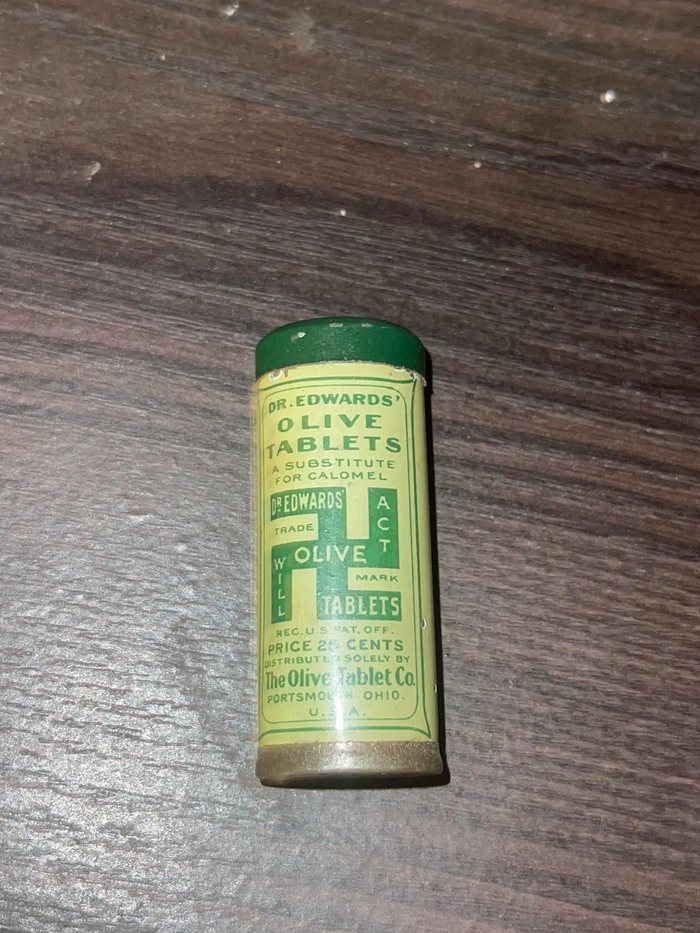 DR. EDWARDS'
OLIVE
TABLETS
A SUBSTITUTE
FOR CALOMEL
DR EDWARDS'
ACT
TRADE
OLIVE
WILL
MARK
TABLETS
REG. U.S. PAT. OFF.
PRICE 25 CENTS
DISTRIBUTED SOLELY BY
The Olive Tablet Co.
PORTSMOUTH OHIO.
U.S.A.